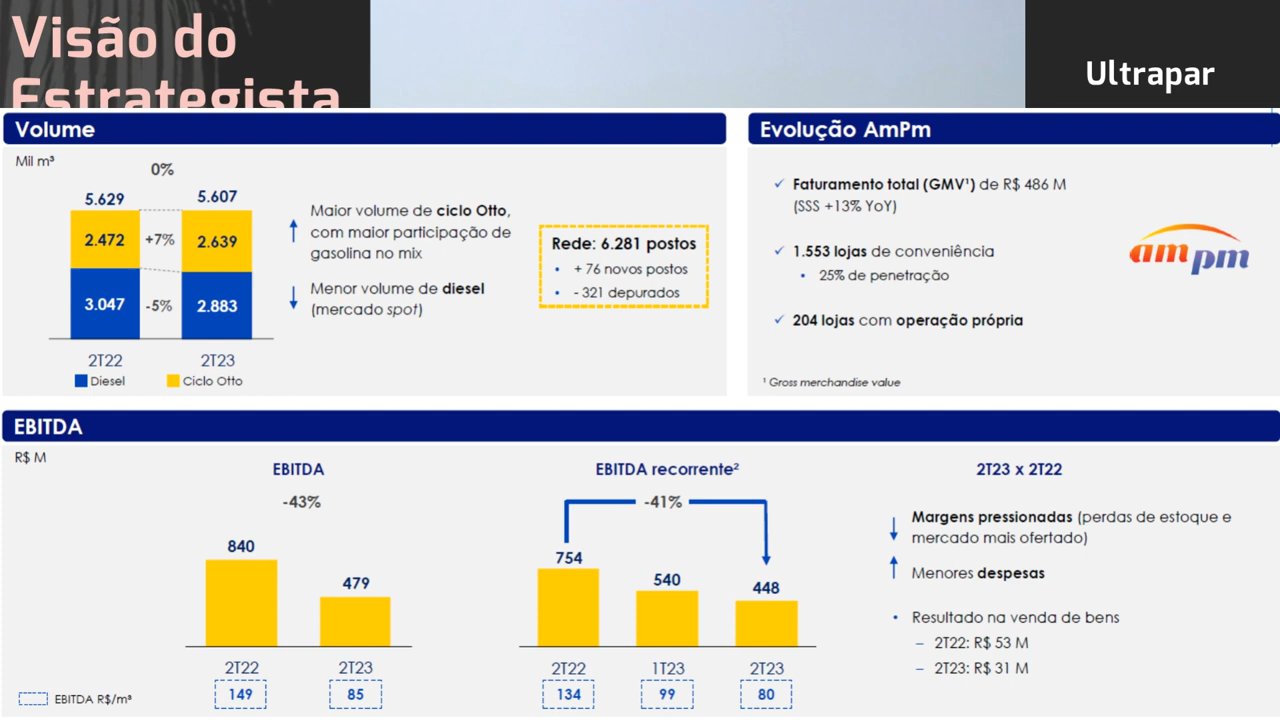 Visão do
Estrategista
Ultrapar
Volume
Mil m³
0%
5.629
5.607
2.472
+7%
2.639
3.047
-5%
2.883
2T22
2T23
Diesel
Ciclo Otto
Maior volume de ciclo Otto,
com maior participação de
gasolina no mix
Menor volume de diesel
(mercado spot)
Rede: 6.281 postos
• + 76 novos postos
• - 321 depurados
Evolução AmPm
✓ Faturamento total (GMV¹) de R$ 486 M
(SSS +13% YoY)
✓ 1.553 lojas de conveniência
• 25% de penetração
✓ 204 lojas com operação própria
¹ Gross merchandise value
am pm
EBITDA
R$ M
EBITDA
-43%
840
479
2T22
2T23
149
85
EBITDA R$/m³
EBITDA recorrente²
-41%
754
540
448
2T22
1T23
2T23
134
99
80
2T23 x 2T22
Margens pressionadas (perdas de estoque e
mercado mais ofertado)
Menores despesas
• Resultado na venda de bens
– 2T22: R$ 53 M
– 2T23: R$ 31 M